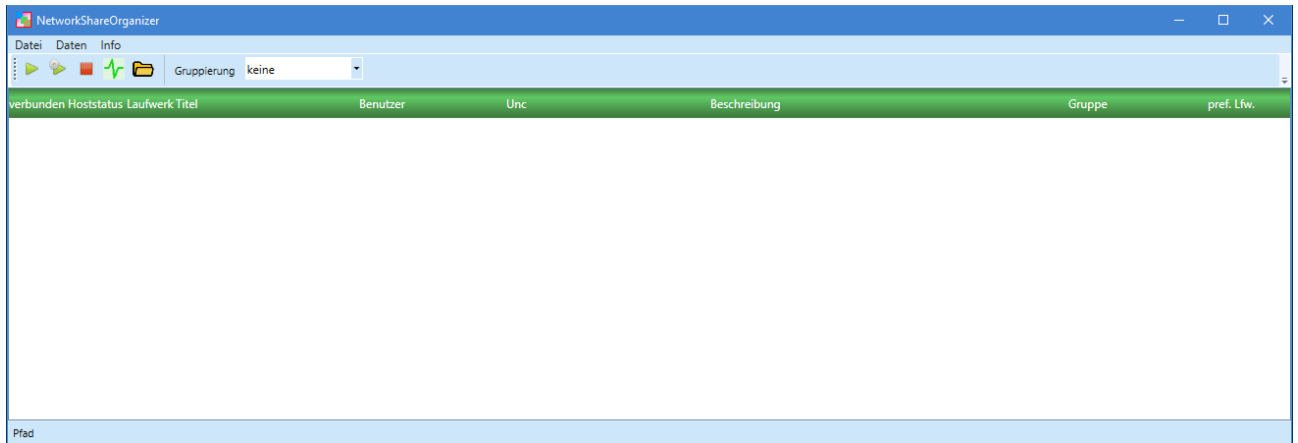 NetworkShareOrganizer
Datei Daten Info
Gruppierung keine
verbunden Hoststatus Laufwerk Titel Benutzer Unc Beschreibung Gruppe pref. Lfw.
Pfad